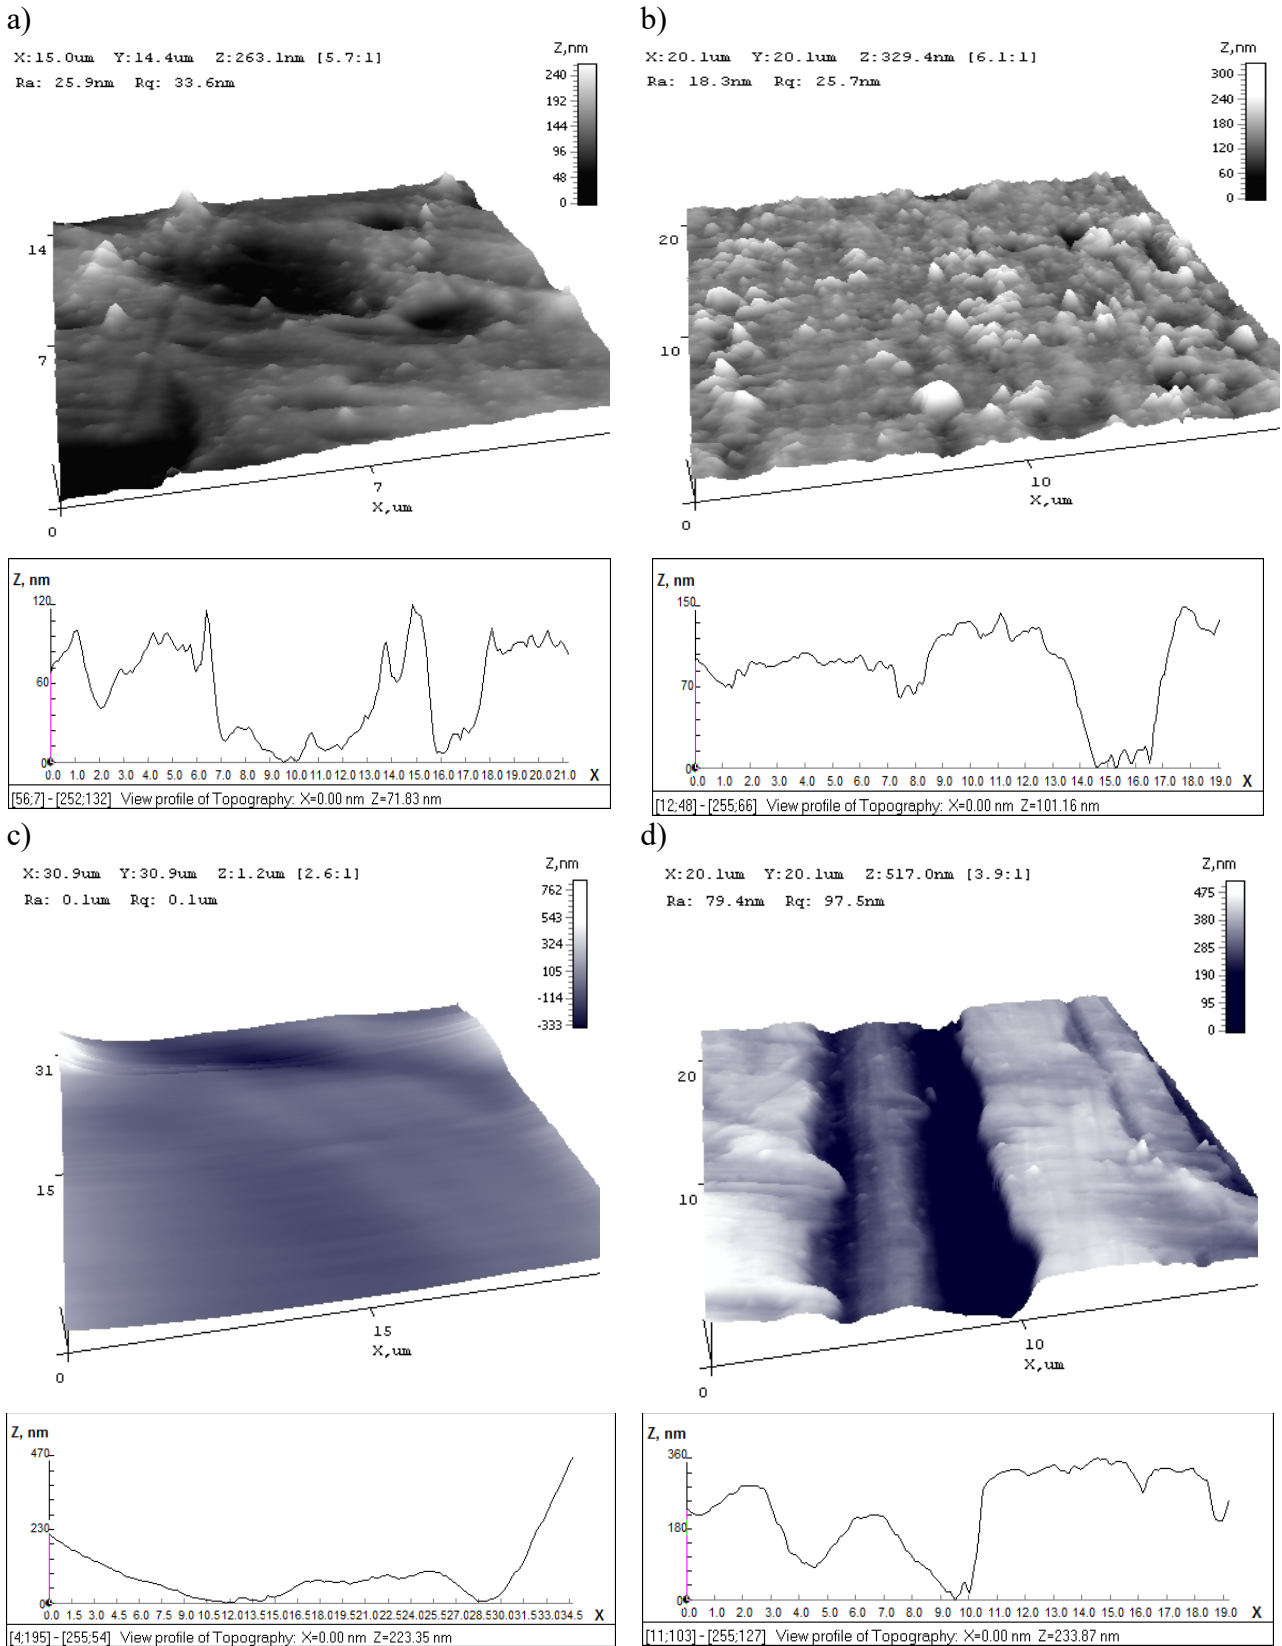 a)
X:15.0um Y:14.4um Z:263.1nm [5.7:1]
Ra: 25.9nm Rq: 33.6nm
Z,nm
240
192
144
96
48
0
14
7
0
7
X,um
Z, nm
120
60
0
0.0 1.0 2.0 3.0 4.0 5.0 6.0 7.0 8.0 9.0 10.0 11.0 12.0 13.0 14.0 15.0 16.0 17.0 18.0 19.0 20.0 21.0 X
[56;7] - [252;132] View profile of Topography: X=0.00 nm Z=71.83 nm
b)
X:20.1um Y:20.1um Z:329.4nm [6.1:1]
Ra: 18.3nm Rq: 25.7nm
Z,nm
300
240
180
120
60
0
20
10
0
10
X,um
Z, nm
150
70
0
0.0 1.0 2.0 3.0 4.0 5.0 6.0 7.0 8.0 9.0 10.0 11.0 12.0 13.0 14.0 15.0 16.0 17.0 18.0 19.0 X
[12;48] - [255;66] View profile of Topography: X=0.00 nm Z=101.16 nm
c)
X:30.9um Y:30.9um Z:1.2um [2.6:1]
Ra: 0.1um Rq: 0.1um
Z,nm
762
543
324
105
-114
-333
31
15
0
15
X,um
Z, nm
470
230
0
0.0 1.5 3.0 4.5 6.0 7.5 9.0 10.5 12.0 13.5 15.0 16.5 18.0 19.5 21.0 22.5 24.0 25.5 27.0 28.5 30.0 31.5 33.0 34.5 X
[4;195] - [255;54] View profile of Topography: X=0.00 nm Z=223.35 nm
d)
X:20.1um Y:20.1um Z:517.0nm [3.9:1]
Ra: 79.4nm Rq: 97.5nm
Z,nm
475
380
285
190
95
0
20
10
0
10
X,um
Z, nm
360
180
0
0.0 1.0 2.0 3.0 4.0 5.0 6.0 7.0 8.0 9.0 10.0 11.0 12.0 13.0 14.0 15.0 16.0 17.0 18.0 19.0 X
[11;103] - [255;127] View profile of Topography: X=0.00 nm Z=233.87 nm